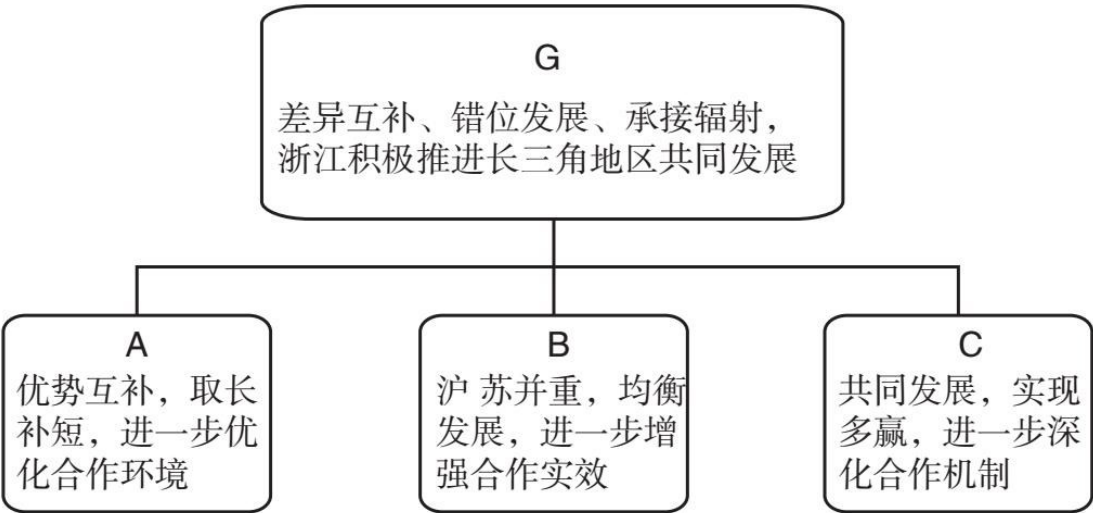 G
差异互补、错位发展、承接辐射，
浙江积极推进长三角地区共同发展
A
优势互补，取长
补短，进一步优
化合作环境
B
沪 苏并重，均衡
发展，进一步增
强合作实效
C
共同发展，实现
多赢，进一步深
化合作机制